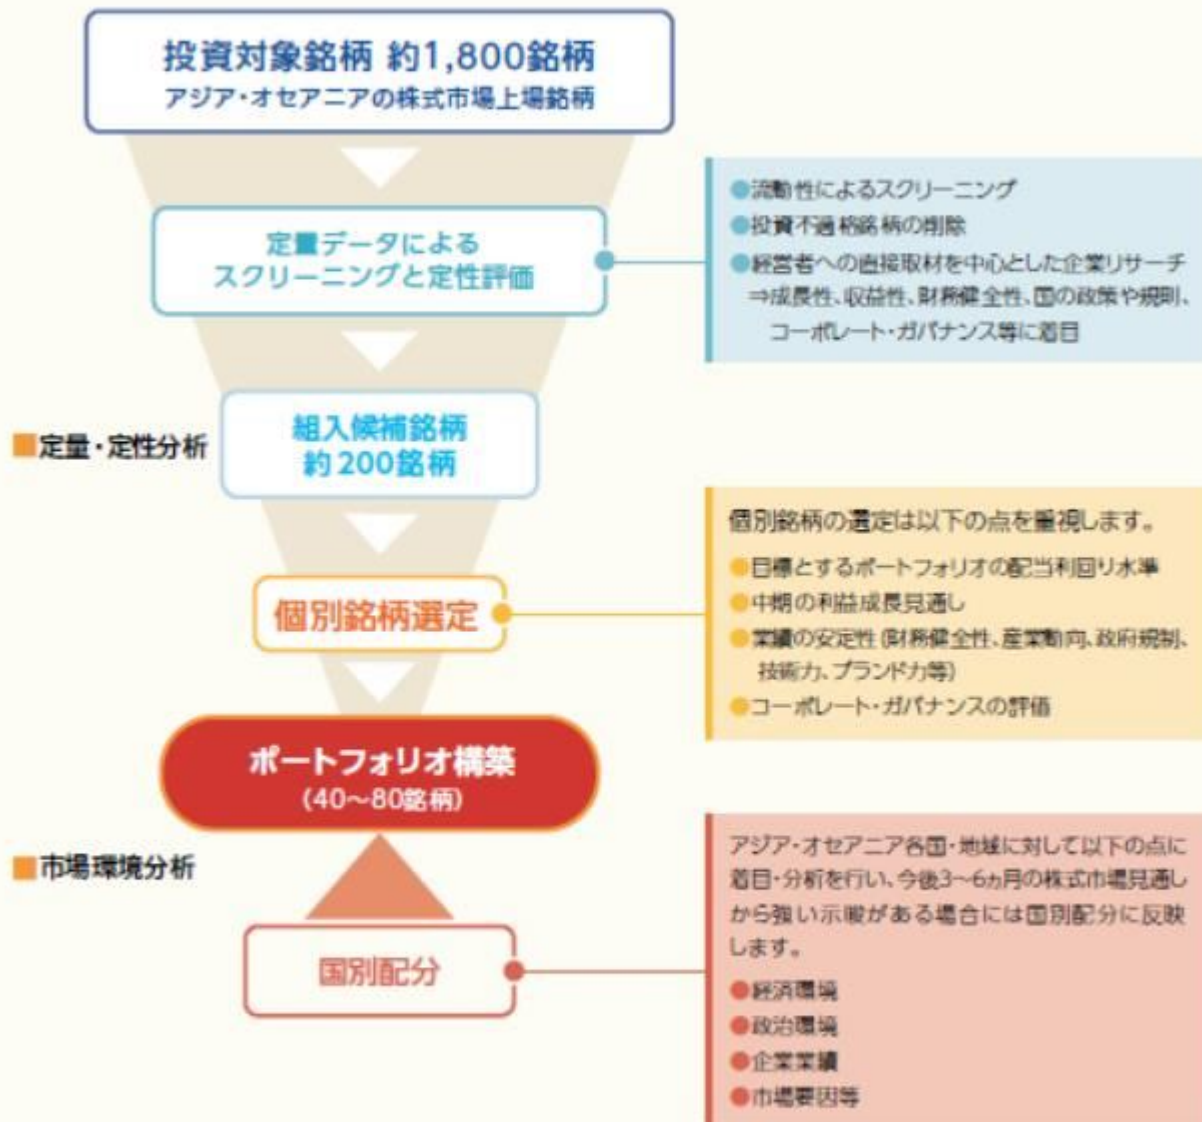 投資対象銘柄 約1,800銘柄
アジア・オセアニアの株式市場上場銘柄
定量データによる
スクリーニングと定性評価
●流動性によるスクリーニング
●投資不適格銘柄の削除
●経営者への直接取材を中心とした企業リサーチ
⇒成長性、収益性、財務健全性、国の政策や規則、
コーポレート・ガバナンス等に着目
■定量・定性分析
組入候補銘柄
約200銘柄
個別銘柄選定
個別銘柄の選定は以下の点を重視します。
●目標とするポートフォリオの配当利回り水準
●中期の利益成長見通し
●業績の安定性(財務健全性、産業動向、政府規制、
技術力、ブランド力等)
●コーポレート・ガバナンスの評価
ポートフォリオ構築
(40〜80銘柄)
■市場環境分析
国別配分
アジア・オセアニア各国・地域に対して以下の点に
着目・分析を行い、今後3〜6ヵ月の株式市場見通し
から強い示唆がある場合には国別配分に反映
します。
●経済環境
●政治環境
●企業業績
●市場要因等